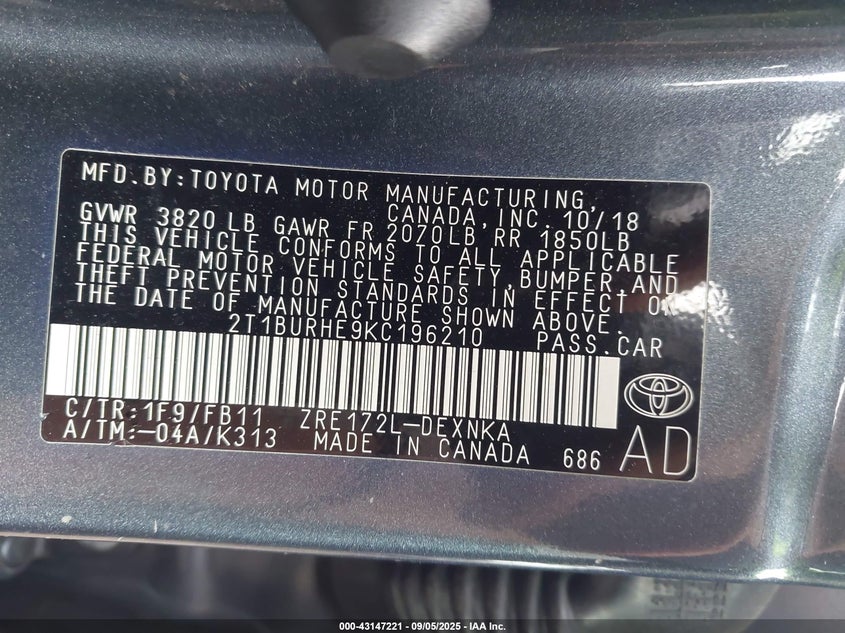 MFD.BY:TOYOTA MOTOR MANUFACTURING,
CANADA,INC. 10/18
GVWR 3820 LB GAWR FR 2070LB RR 1850LB
THIS VEHICLE CONFORMS TO ALL APPLICABLE
FEDERAL MOTOR VEHICLE SAFETY,BUMPER,AND
THEFT PREVENTION STANDARDS IN EFFECT ON
THE DATE OF MANUFACTURE SHOWN ABOVE.
2T1BURHE9KC196210 PASS.CAR
C/TR:1F9/FB11 ZRE172L-DEXNKA
A/TM:-04A/K313 MADE IN CANADA 686 AD
000-43147221 - 09/05/2025 - IAA Inc.